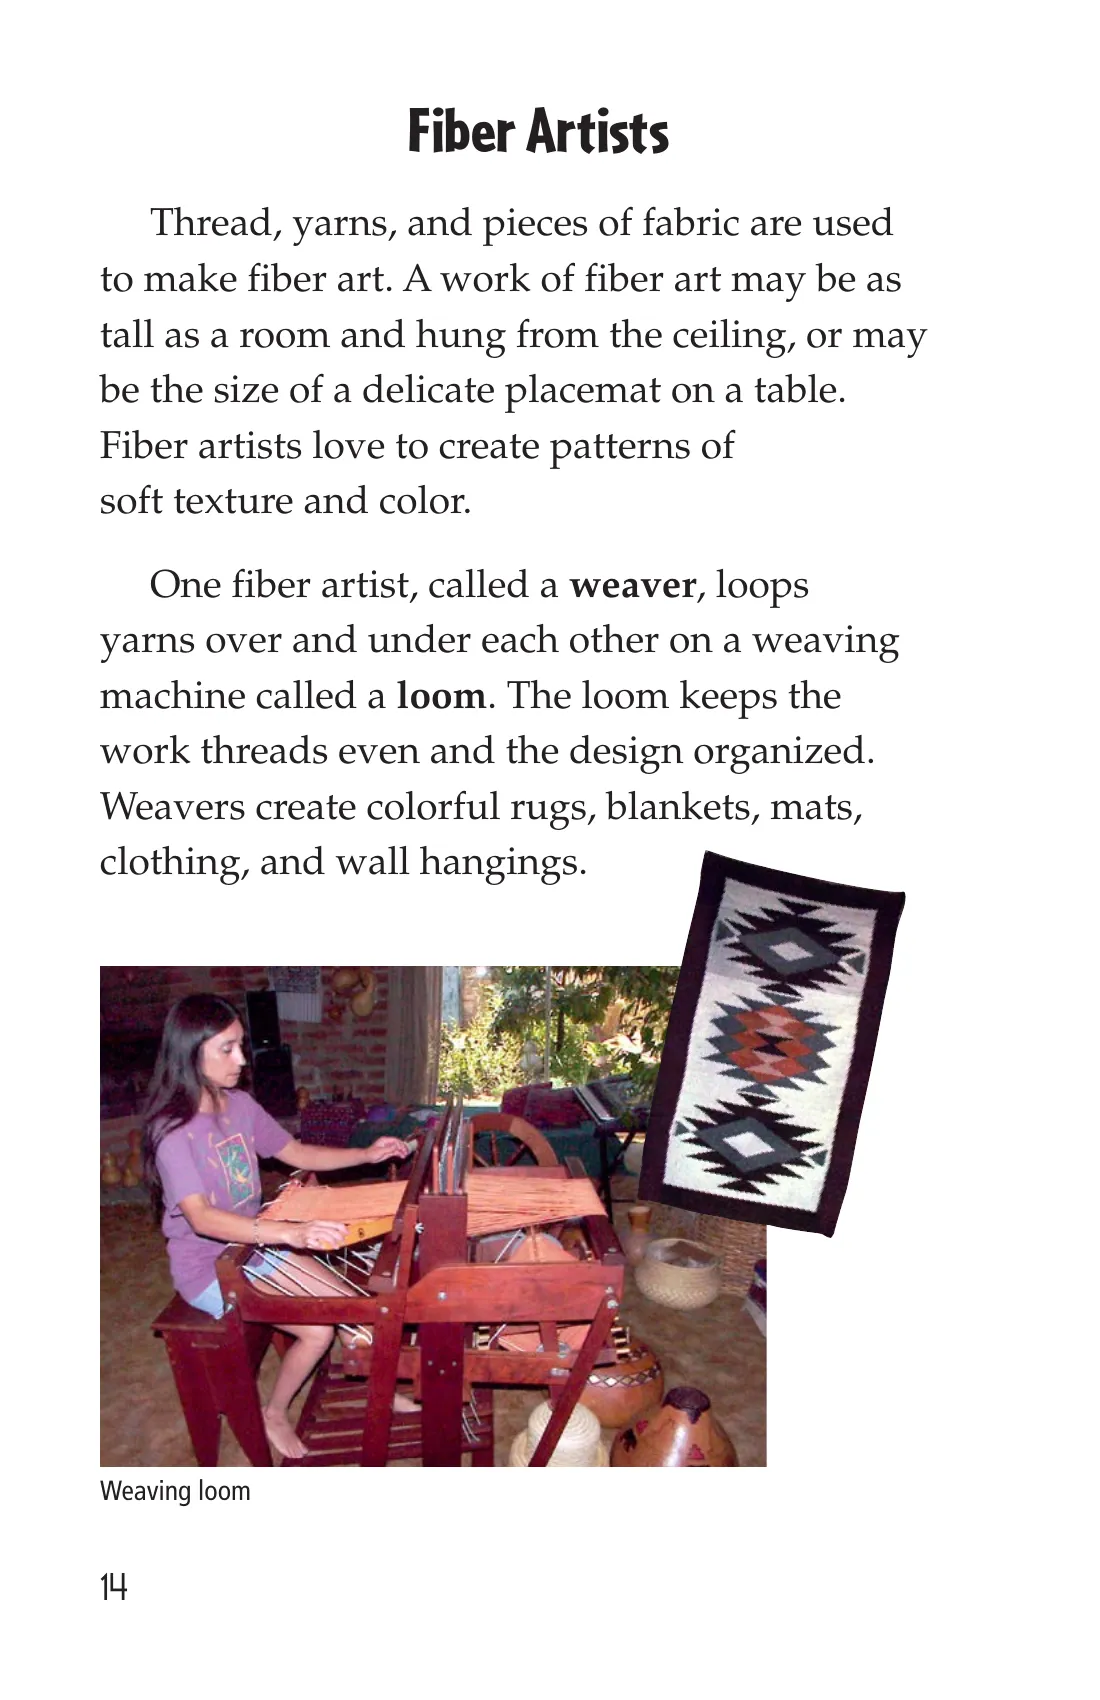 Fiber Artists
Thread, yarns, and pieces of fabric are used
to make fiber art. A work of fiber art may be as
tall as a room and hung from the ceiling, or may
be the size of a delicate placemat on a table.
Fiber artists love to create patterns of
soft texture and color.
One fiber artist, called a weaver, loops
yarns over and under each other on a weaving
machine called a loom. The loom keeps the
work threads even and the design organized.
Weavers create colorful rugs, blankets, mats,
clothing, and wall hangings.
Weaving loom
14